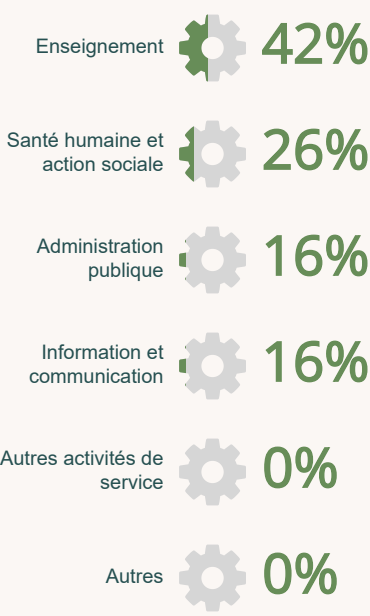 Enseignement 42%
Santé humaine et
action sociale 26%
Administration
publique 16%
Information et
communication 16%
Autres activités de
service 0%
Autres 0%